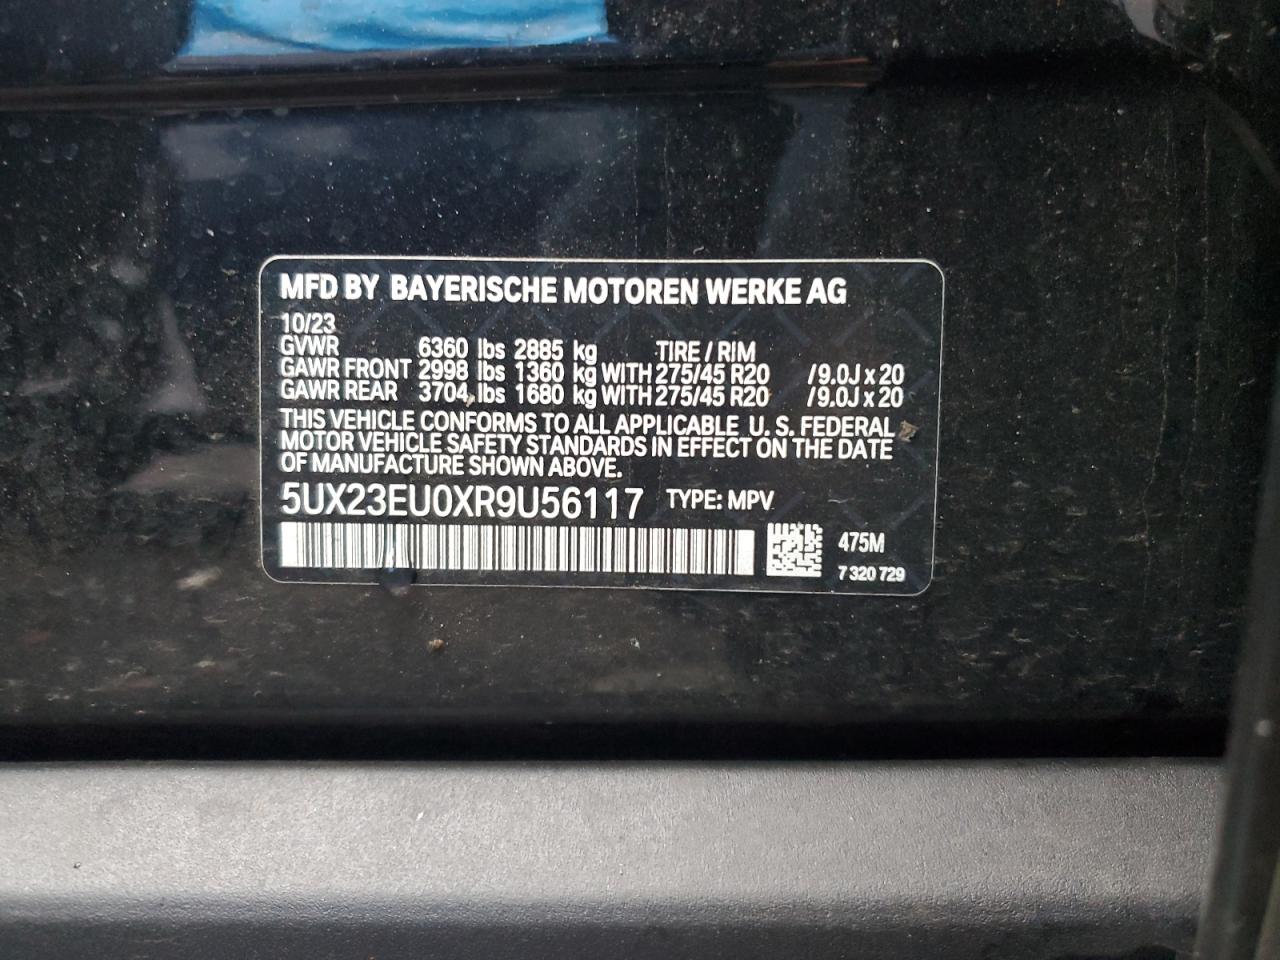 MFD BY BAYERISCHE MOTOREN WERKE AG
10/23
GVWR 6360 lbs 2885 kg TIRE / RIM
GAWR FRONT 2998 lbs 1360 kg WITH 275/45 R20 /9.0J x 20
GAWR REAR 3704 lbs 1680 kg WITH 275/45 R20 /9.0J x 20
THIS VEHICLE CONFORMS TO ALL APPLICABLE U. S. FEDERAL
MOTOR VEHICLE SAFETY STANDARDS IN EFFECT ON THE DATE
OF MANUFACTURE SHOWN ABOVE.
5UX23EU0XR9U56117 TYPE: MPV
475M
7 320 729